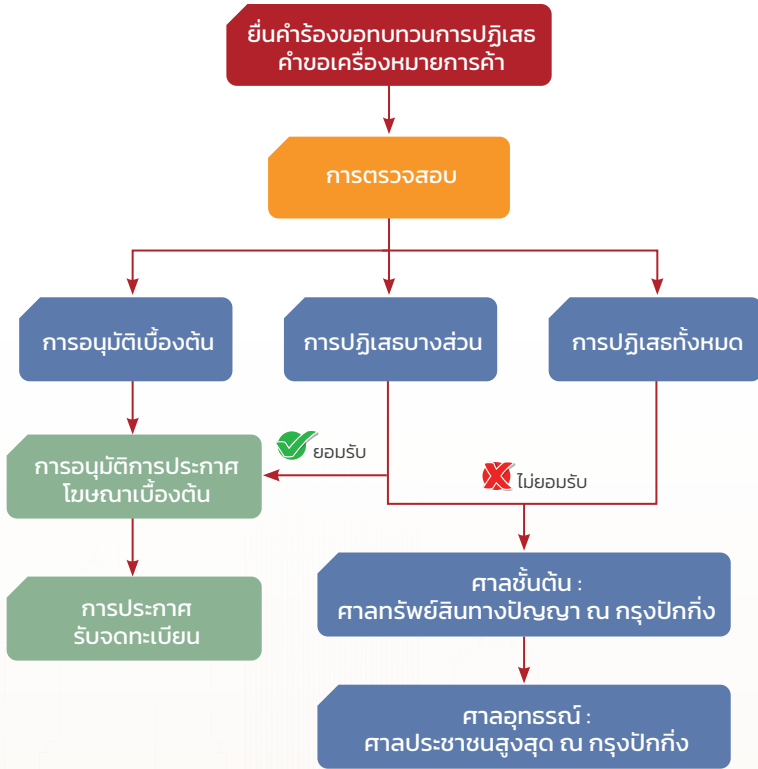 ยื่นคำร้องขอทบทวนการปฏิเสธ
คำขอเครื่องหมายการค้า
การตรวจสอบ
การอนุมัติเบื้องต้น
การปฏิเสธบางส่วน
การปฏิเสธทั้งหมด
ยอมรับ
การอนุมัติการประกาศ
โฆษณาเบื้องต้น
ไม่ยอมรับ
ศาลชั้นต้น :
ศาลทรัพย์สินทางปัญญา ณ กรุงปักกิ่ง
การประกาศ
รับจดทะเบียน
ศาลอุทธรณ์ :
ศาลประชาชนสูงสุด ณ กรุงปักกิ่ง